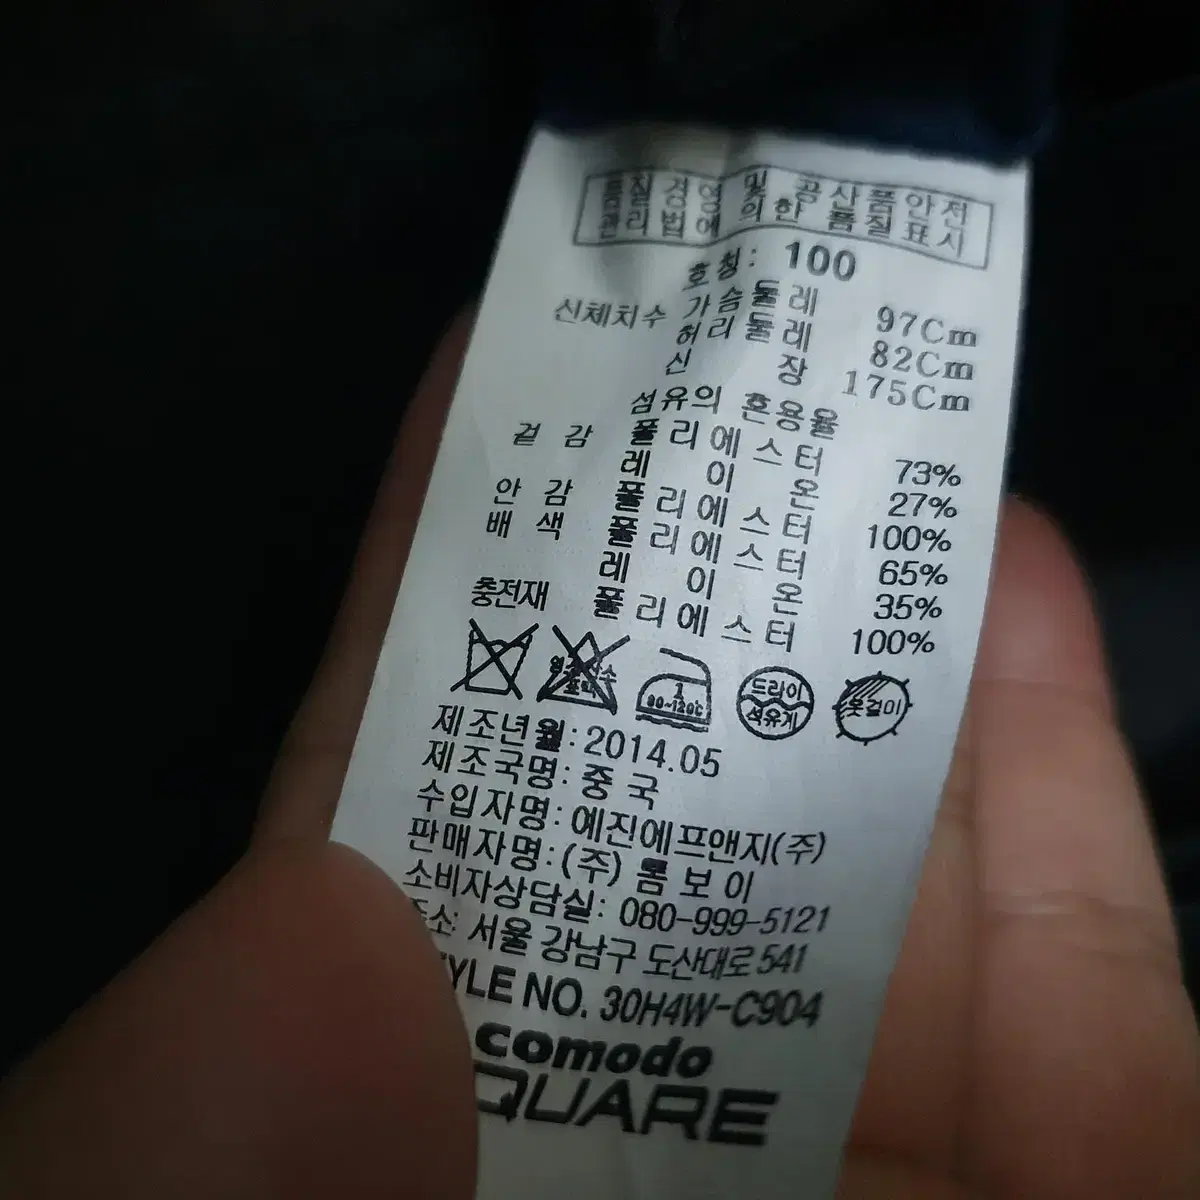 품질경영 및 공산품안전
관리법에 의한 품질표시
호칭: 100
신체치수 가슴둘레 97Cm
허리둘레 82Cm
신 장 175Cm
섬유의 혼용율
겉 감 폴리에스터 73%
레 이 온 27%
안 감 폴리에스터 100%
배 색 폴리에스터 65%
레 이 온 35%
충전재 폴리에스터 100%
1
80~120℃
드라이
석유계
옷걸이
제조년월: 2014.05
제조국명: 중 국
수입자명: 예진에프앤지(주)
판매자명: (주) 톰보이
소비자상담실: 080-999-5121
서울 강남구 도산대로 541
YLE NO. 30H4W-C904
comodo
QUARE